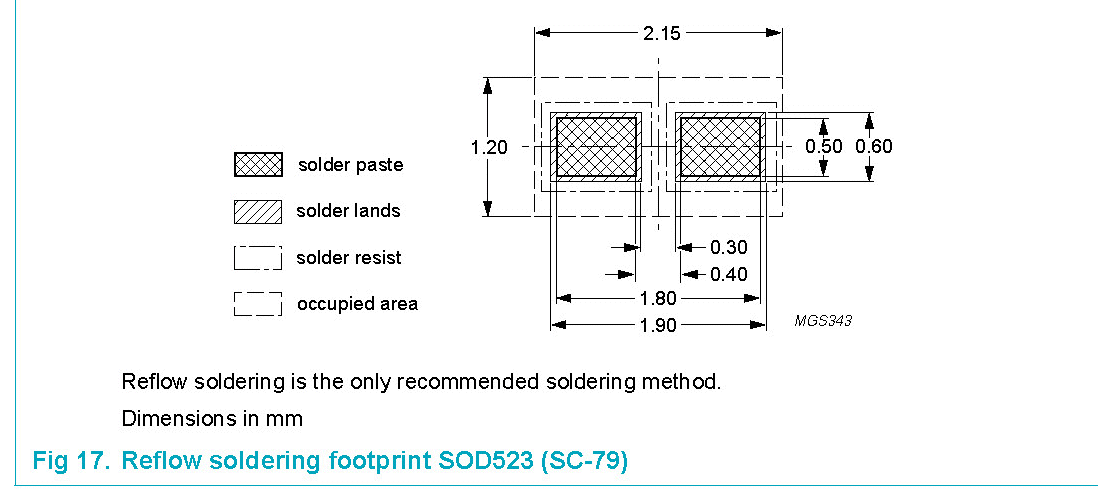 2.15
1.20
0.50 0.60
solder paste
solder lands
solder resist
occupied area
0.30
0.40
1.80
1.90
MGS343
Reflow soldering is the only recommended soldering method.
Dimensions in mm
Fig 17. Reflow soldering footprint SOD523 (SC-79)